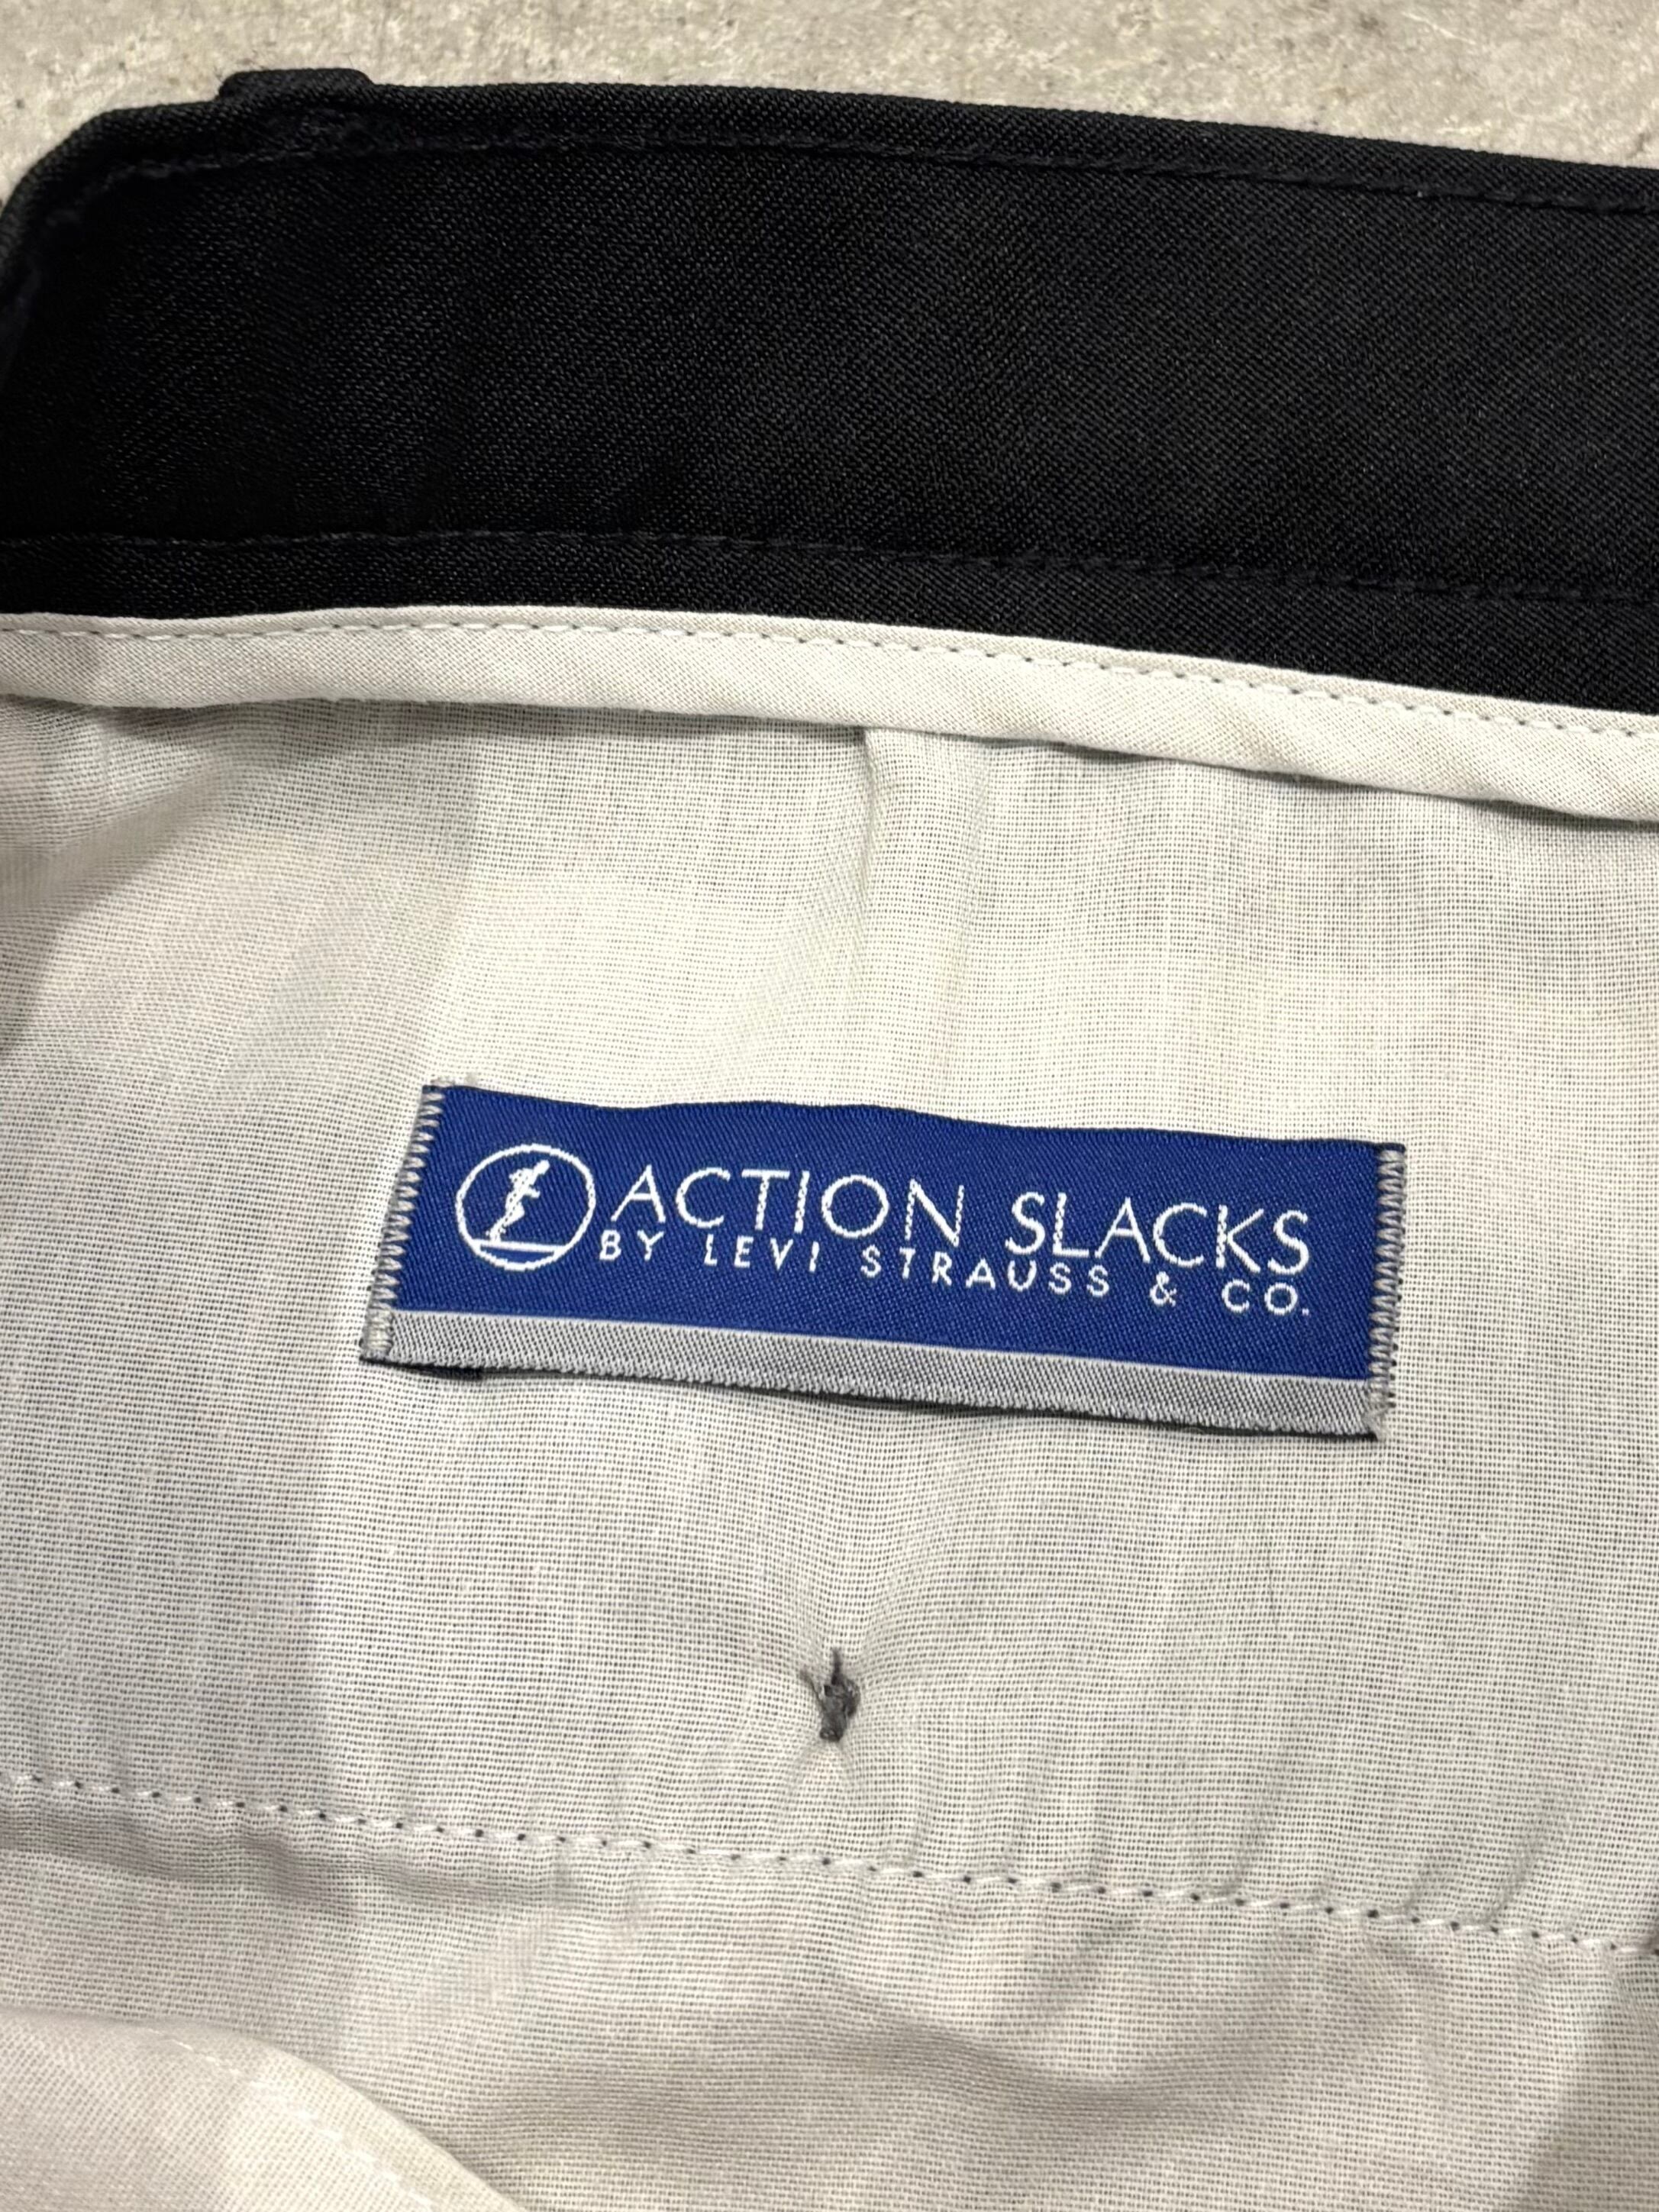 ACTION SLACKS
BY LEVI STRAUSS & CO.